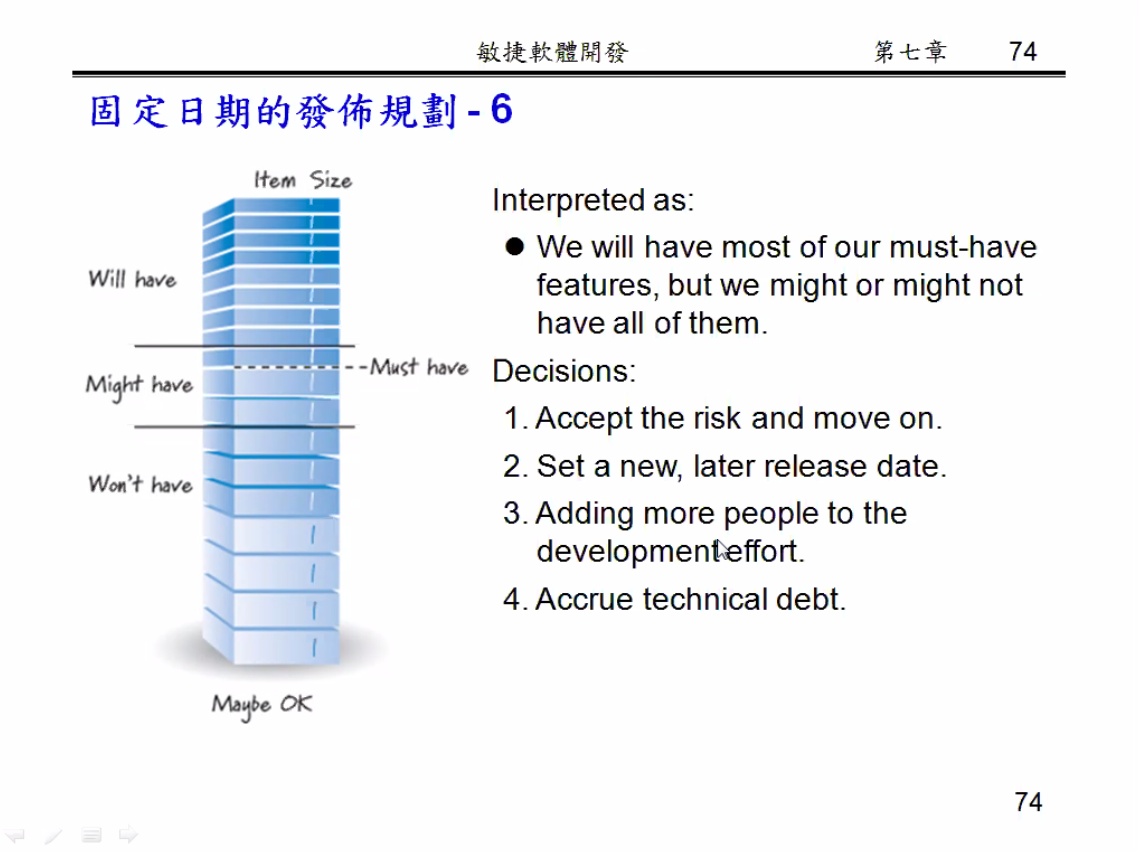 敏捷軟體開發 第七章 74
固定日期的發佈規劃 - 6
Item Size
Will have
Might have
Must have
Won't have
Maybe OK
Interpreted as:
● We will have most of our must-have
features, but we might or might not
have all of them.
Decisions:
1. Accept the risk and move on.
2. Set a new, later release date.
3. Adding more people to the
development effort.
4. Accrue technical debt.
74